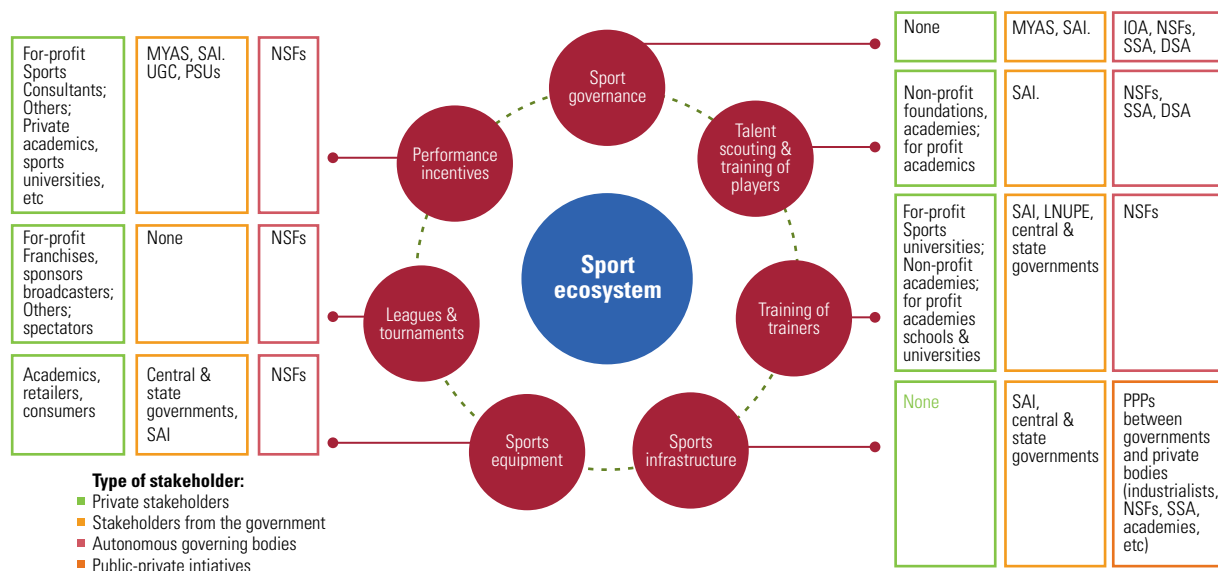 For-profit
Sports
Consultants;
Others;
Private
academics,
sports
universities,
etc
MYAS, SAI.
UGC, PSUs
NSFs
For-profit
Franchises,
sponsors
broadcasters;
Others;
spectators
None
NSFs
Academics,
retailers,
consumers
Central &
state
governments,
SAI
NSFs
Sport
governance
Performance
incentives
Talent
scouting &
training of
players
Sport
ecosystem
Leagues &
tournaments
Training of
trainers
Sports
equipment
Sports
infrastructure
None
MYAS, SAI.
IOA, NSFs,
SSA, DSA
Non-profit
foundations,
academies;
for profit
academics
SAI.
NSFs,
SSA, DSA
For-profit
Sports
universities;
Non-profit
academies;
for profit
academies
schools &
universities
SAI, LNUPE,
central &
state
governments
NSFs
None
SAI,
central &
state
governments
PPPs
between
governments
and private
bodies
(industrialists,
NSFs, SSA,
academies,
etc)
Type of stakeholder:
Private stakeholders
Stakeholders from the government
Autonomous governing bodies
Public-private intiatives